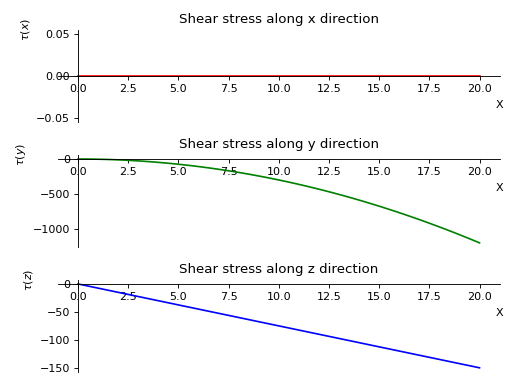 Shear stress along x direction
τ(x)
0.05
0.00
−0.05
0.0 2.5 5.0 7.5 10.0 12.5 15.0 17.5 20.0
X
Shear stress along y direction
τ(y)
0
−500
−1000
0.0 2.5 5.0 7.5 10.0 12.5 15.0 17.5 20.0
X
Shear stress along z direction
τ(z)
0
−50
−100
−150
0.0 2.5 5.0 7.5 10.0 12.5 15.0 17.5 20.0
X